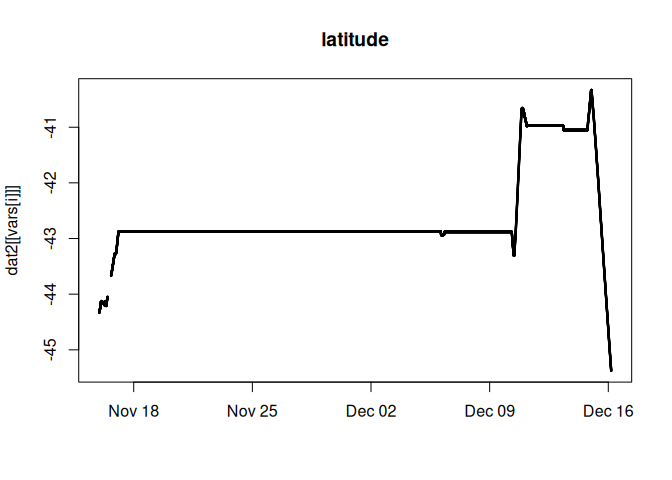 latitude
dat2[[vars[i]]]
-41
-42
-43
-44
-45
Nov 18
Nov 25
Dec 02
Dec 09
Dec 16